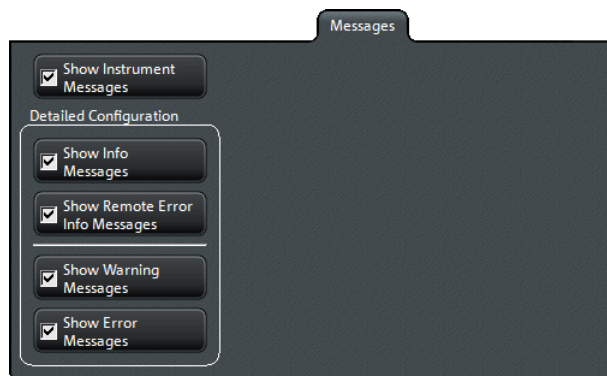 Messages
Show Instrument
Messages
Detailed Configuration
Show Info
Messages
Show Remote Error
Info Messages
Show Warning
Messages
Show Error
Messages